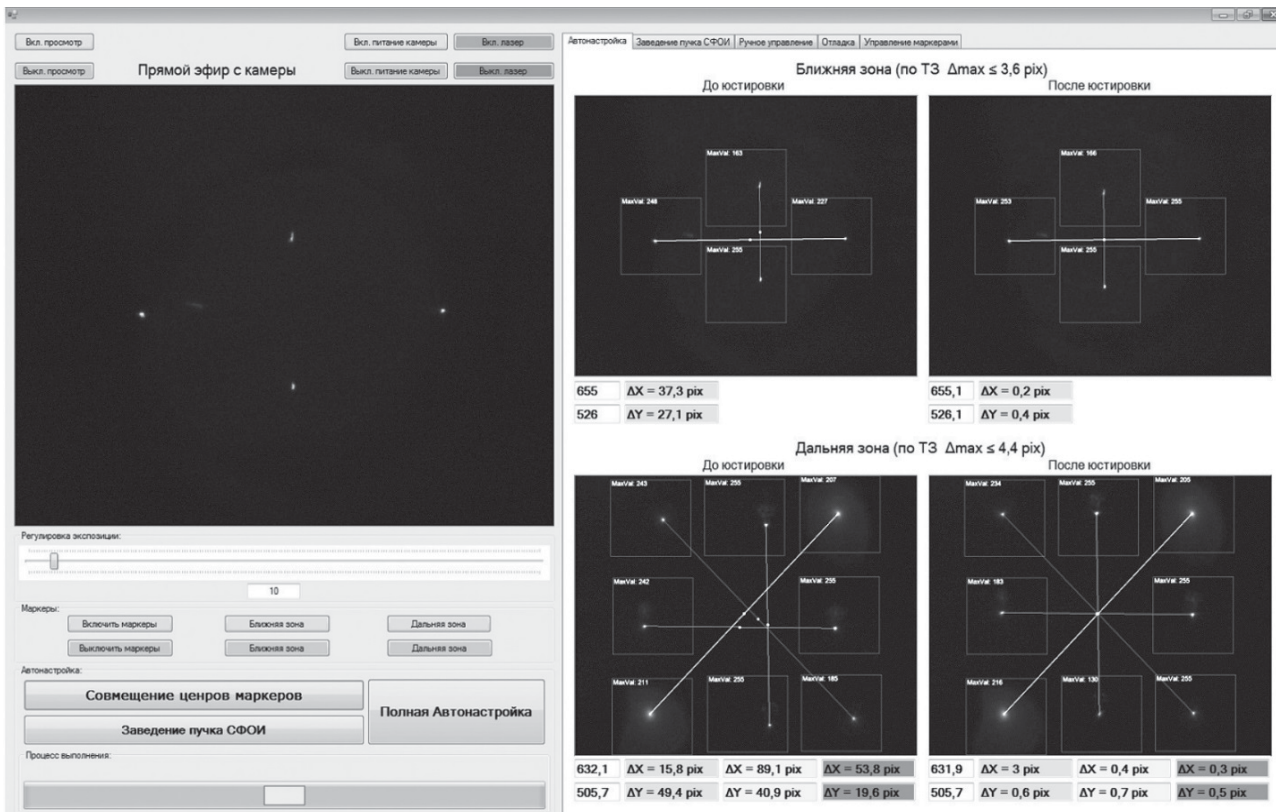 Вкл. просмотр
Вкл. питание камеры
Вкл. лазер
Выкл. просмотр
Прямой эфир с камеры
Выкл. питание камеры
Выкл. лазер
Регулировка экспозиции:
10
Маркеры:
Включить маркеры
Ближняя зона
Дальняя зона
Выключить маркеры
Ближняя зона
Дальняя зона
Автонастройка:
Совмещение ценров маркеров
Заведение пучка СФОИ
Полная Автонастройка
Процесс выполнения:
Автонастройка
Заведение пучка СФОИ
Ручное управление
Отладка
Управление маркерами
Ближняя зона (по ТЗ Δmax ≤ 3,6 pix)
До юстировки
После юстировки
MaxVal: 163
MaxVal: 246
MaxVal: 227
MaxVal: 255
MaxVal: 166
MaxVal: 253
MaxVal: 255
MaxVal: 255
655 ΔX = 37,3 pix
526 ΔY = 27,1 pix
655,1 ΔX = 0,2 pix
526,1 ΔY = 0,4 pix
Дальняя зона (по ТЗ Δmax ≤ 4,4 pix)
До юстировки
После юстировки
MaxVal: 243
MaxVal: 255
MaxVal: 207
MaxVal: 242
MaxVal: 255
MaxVal: 211
MaxVal: 255
MaxVal: 185
MaxVal: 234
MaxVal: 255
MaxVal: 205
MaxVal: 183
MaxVal: 255
MaxVal: 216
MaxVal: 130
MaxVal: 255
632,1 ΔX = 15,8 pix ΔX = 89,1 pix ΔX = 53,8 pix
505,7 ΔY = 49,4 pix ΔY = 40,9 pix ΔY = 19,6 pix
631,9 ΔX = 3 pix ΔX = 0,4 pix ΔX = 0,3 pix
505,7 ΔY = 0,6 pix ΔY = 0,7 pix ΔY = 0,5 pix